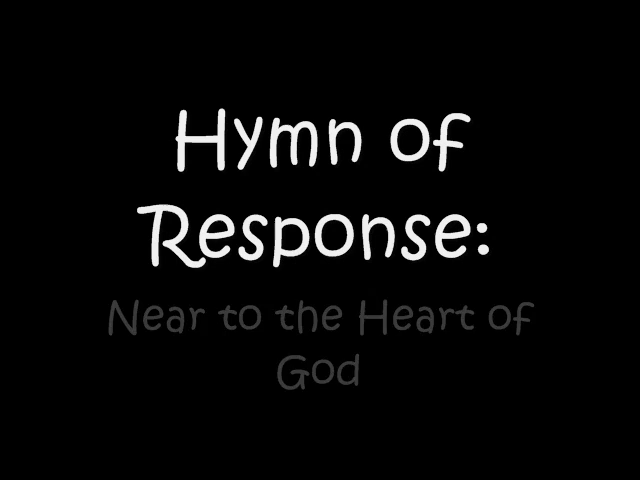 Hymn of
Response:
Near to the Heart of
God